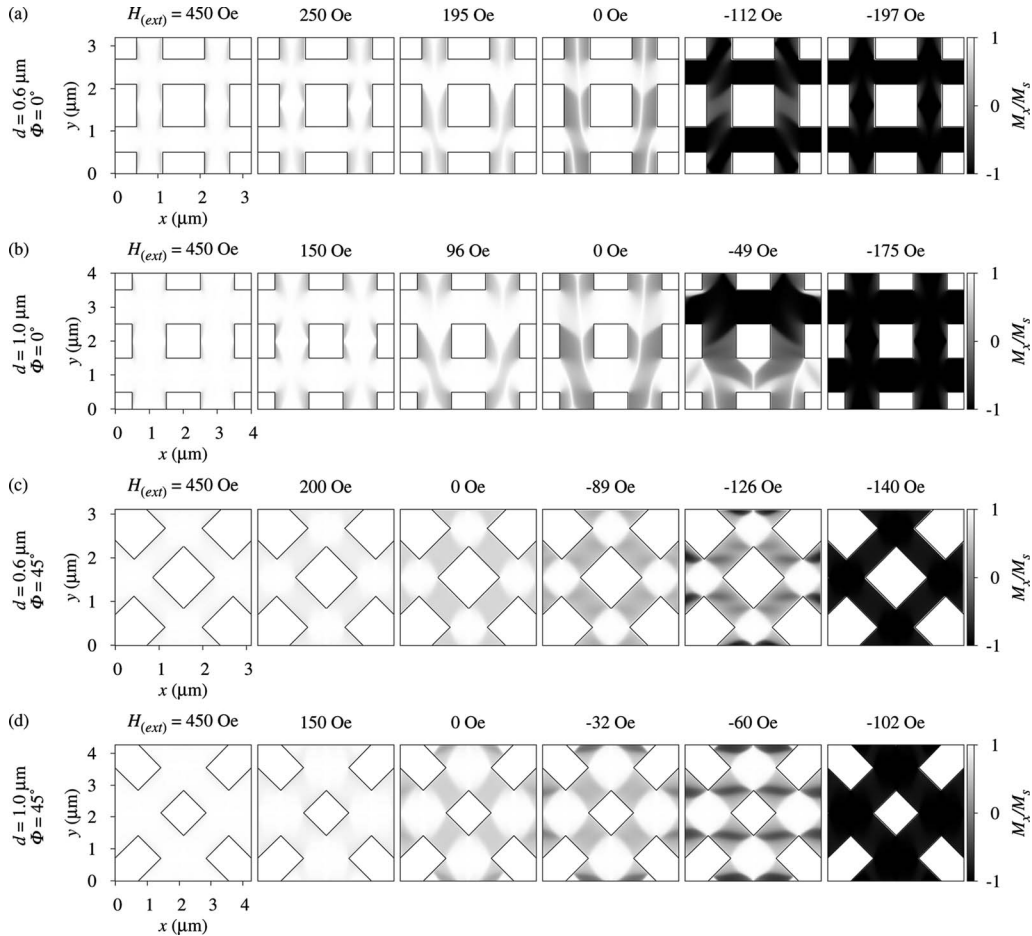 (a)
H(ext) = 450 Oe 250 Oe 195 Oe 0 Oe -112 Oe -197 Oe
d = 0.6 μm
Φ = 0°
y (μm)
3
2
1
0
0 1 2 3
x (μm)
1
0
-1
Mx/Ms
(b)
H(ext) = 450 Oe 150 Oe 96 Oe 0 Oe -49 Oe -175 Oe
d = 1.0 μm
Φ = 0°
y (μm)
4
3
2
1
0
0 1 2 3 4
x (μm)
1
0
-1
Mx/Ms
(c)
H(ext) = 450 Oe 200 Oe 0 Oe -89 Oe -126 Oe -140 Oe
d = 0.6 μm
Φ = 45°
y (μm)
3
2
1
0
0 1 2 3
x (μm)
1
0
-1
Mx/Ms
(d)
H(ext) = 450 Oe 150 Oe 0 Oe -32 Oe -60 Oe -102 Oe
d = 1.0 μm
Φ = 45°
y (μm)
4
3
2
1
0
0 1 2 3 4
x (μm)
1
0
-1
Mx/Ms